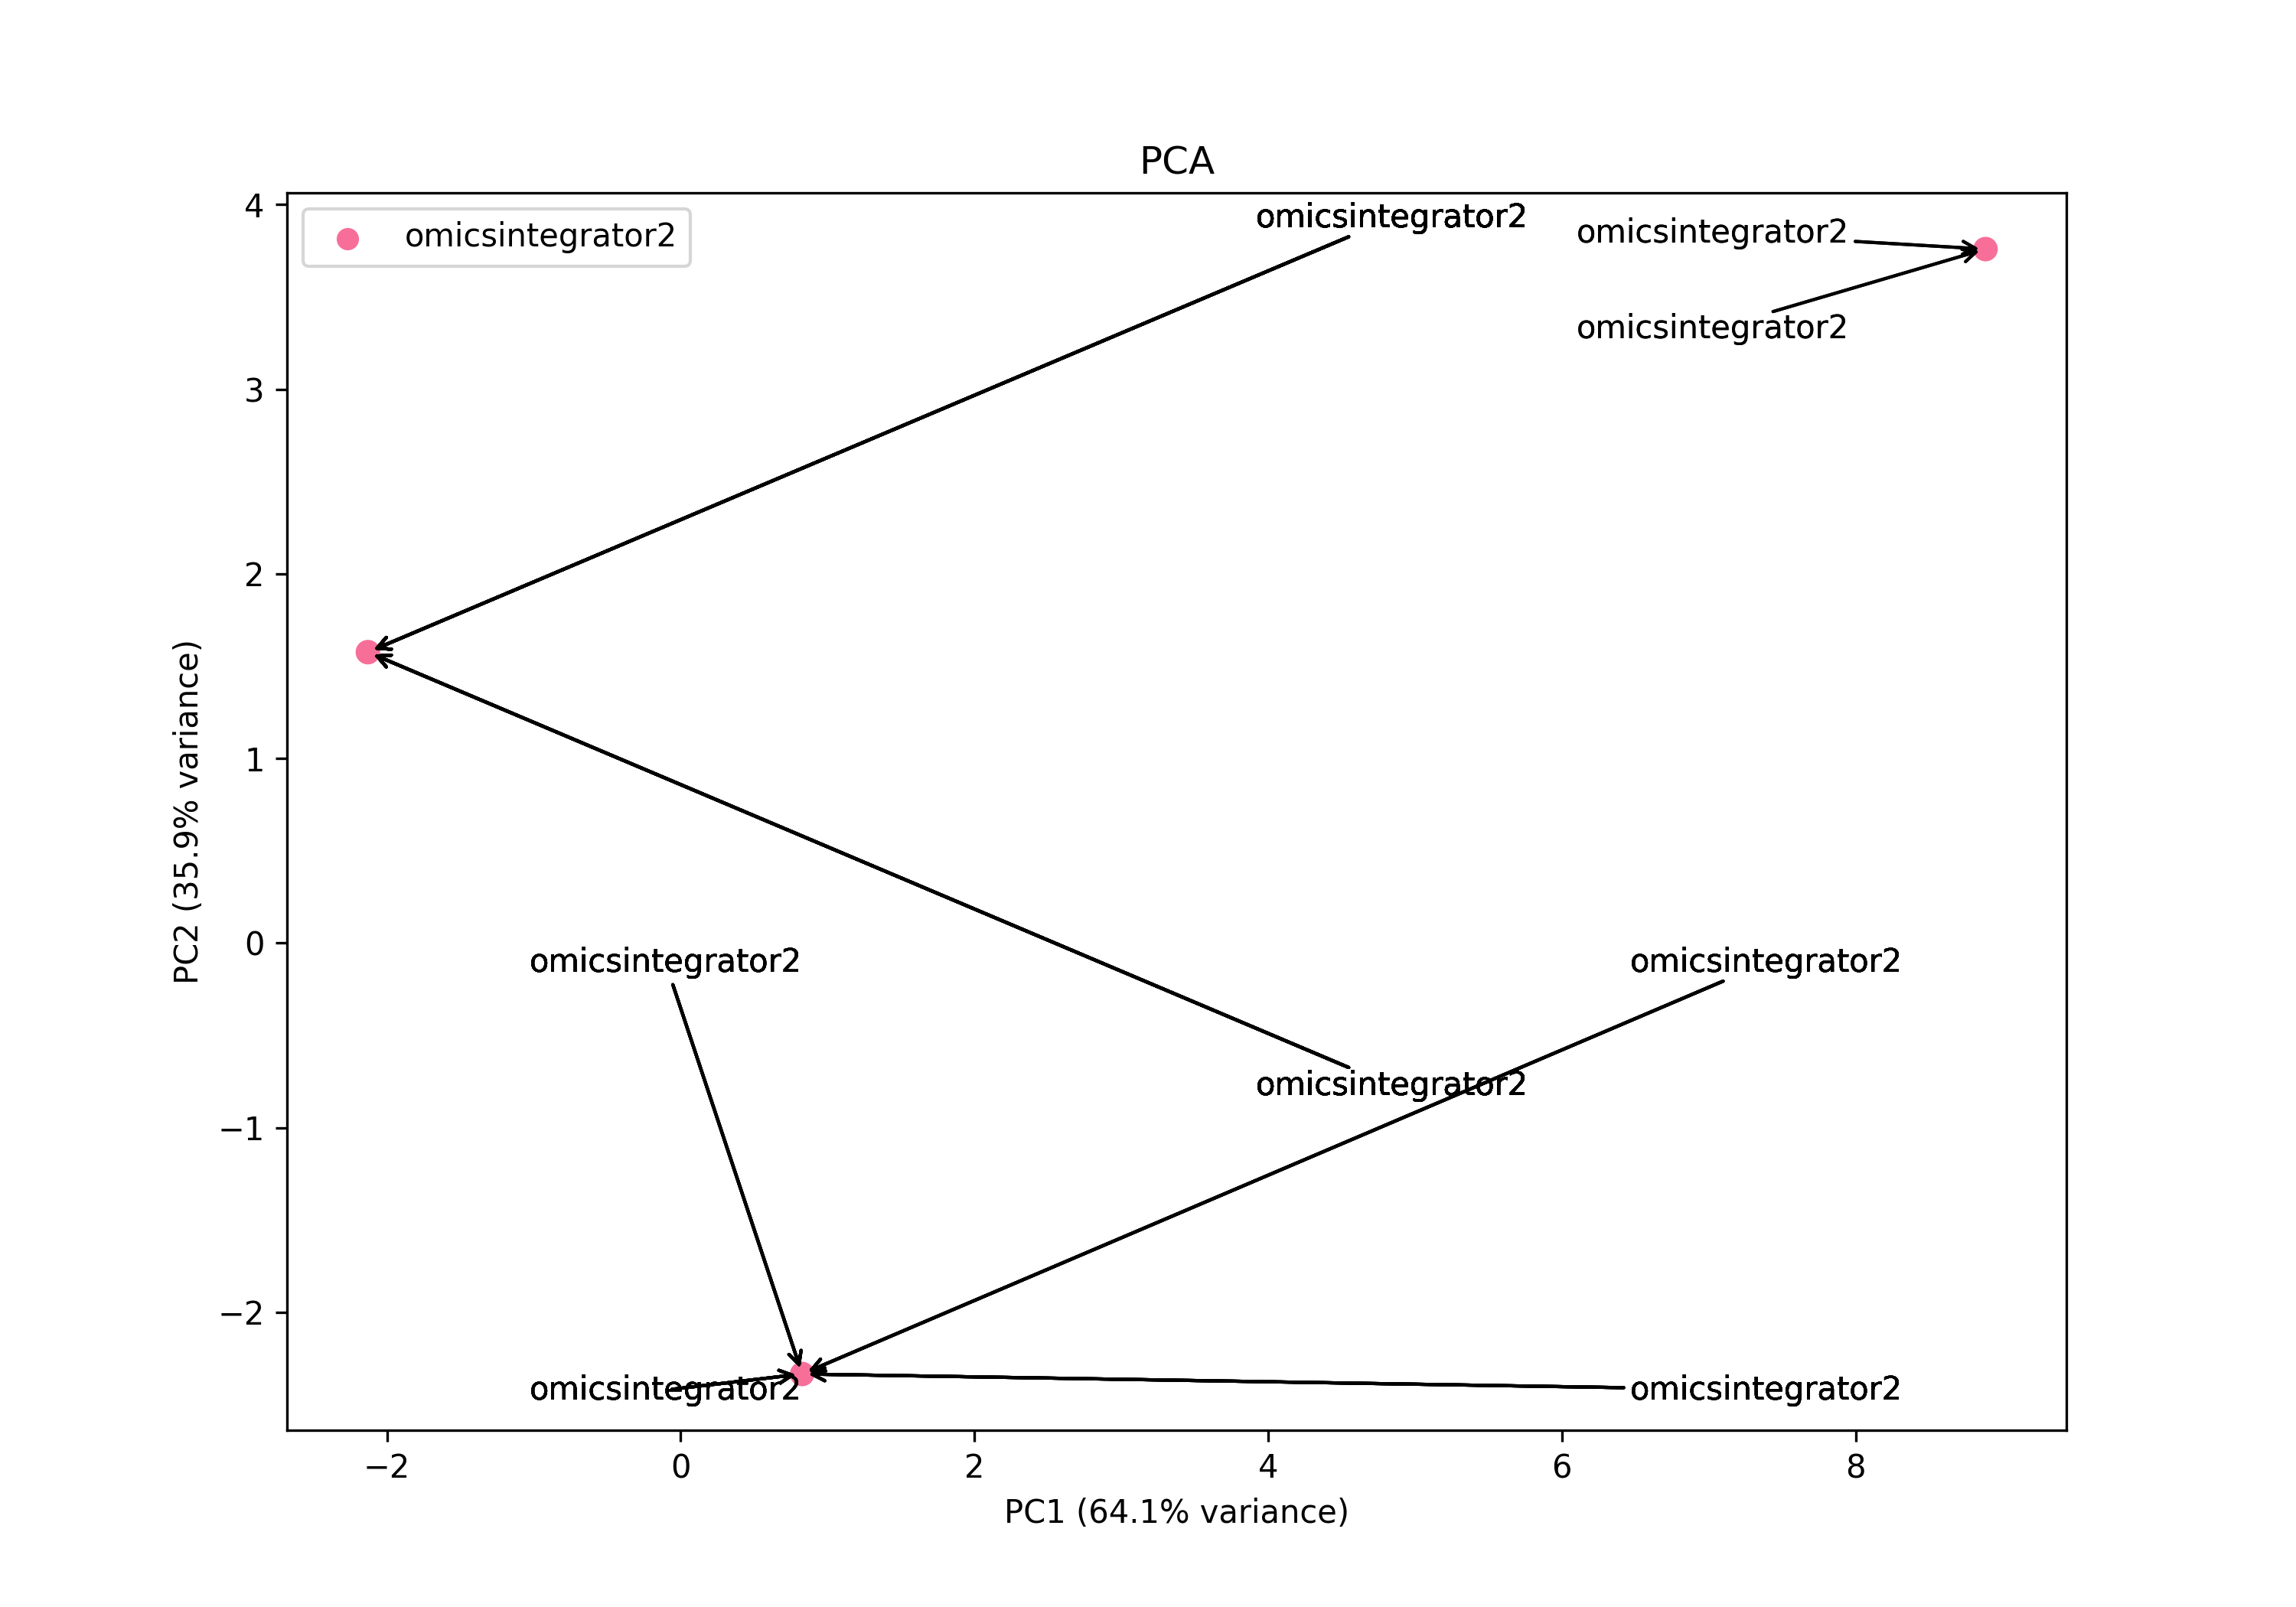 PCA
omicsintegrator2
omicsintegrator2
omicsintegrator2
omicsintegrator2
omicsintegrator2
omicsintegrator2
omicsintegrator2
omicsintegrator2
omicsintegrator2
4
3
2
1
0
−1
−2
PC2 (35.9% variance)
−2 0 2 4 6 8
PC1 (64.1% variance)